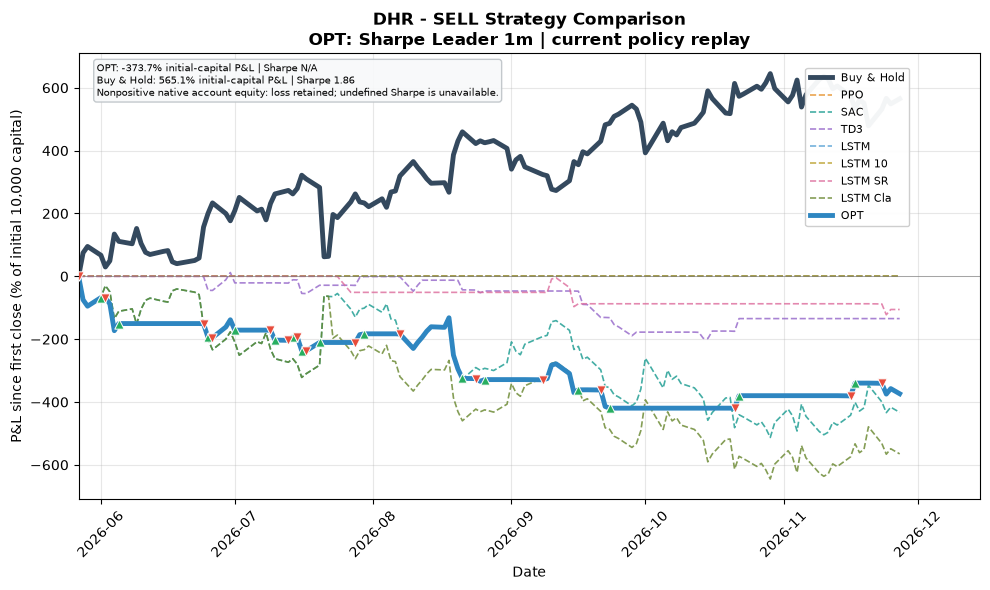 DHR - SELL Strategy Comparison
OPT: Sharpe Leader 1m | current policy replay
OPT: -373.7% initial-capital P&L | Sharpe N/A
Buy & Hold: 565.1% initial-capital P&L | Sharpe 1.86
Nonpositive native account equity: loss retained; undefined Sharpe is unavailable.
Buy & Hold
PPO
SAC
TD3
LSTM
LSTM 10
LSTM SR
LSTM Cla
OPT
P&L since first close (% of initial 10,000 capital)
600
400
200
0
−200
−400
−600
2026-06
2026-07
2026-08
2026-09
2026-10
2026-11
2026-12
Date